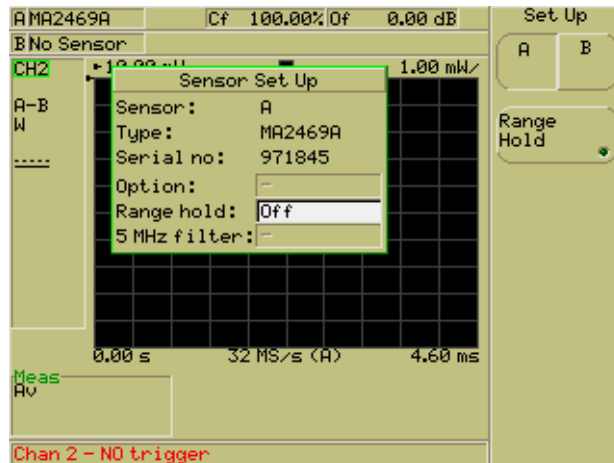 A MA2469A Cf 100.00% Of 0.00 dB
B No Sensor
CH2
1.00 mW/
A-B
W
-----
Sensor Set Up
Sensor: A
Type: MA2469A
Serial no: 971845
Option: -
Range hold: Off
5 MHz filter: -
0.00 s 32 MS/s (A) 4.60 ms
Meas
Av
Chan 2 - NO trigger
Set Up
A B
Range
Hold